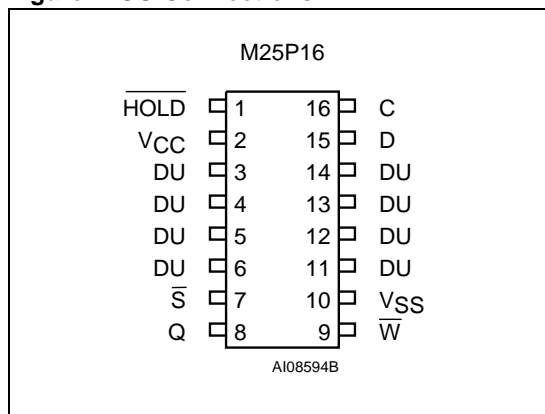 M25P16
HOLD 1 16 C
VCC 2 15 D
DU 3 14 DU
DU 4 13 DU
DU 5 12 DU
DU 6 11 DU
S 7 10 VSS
Q 8 9 W
AI08594B